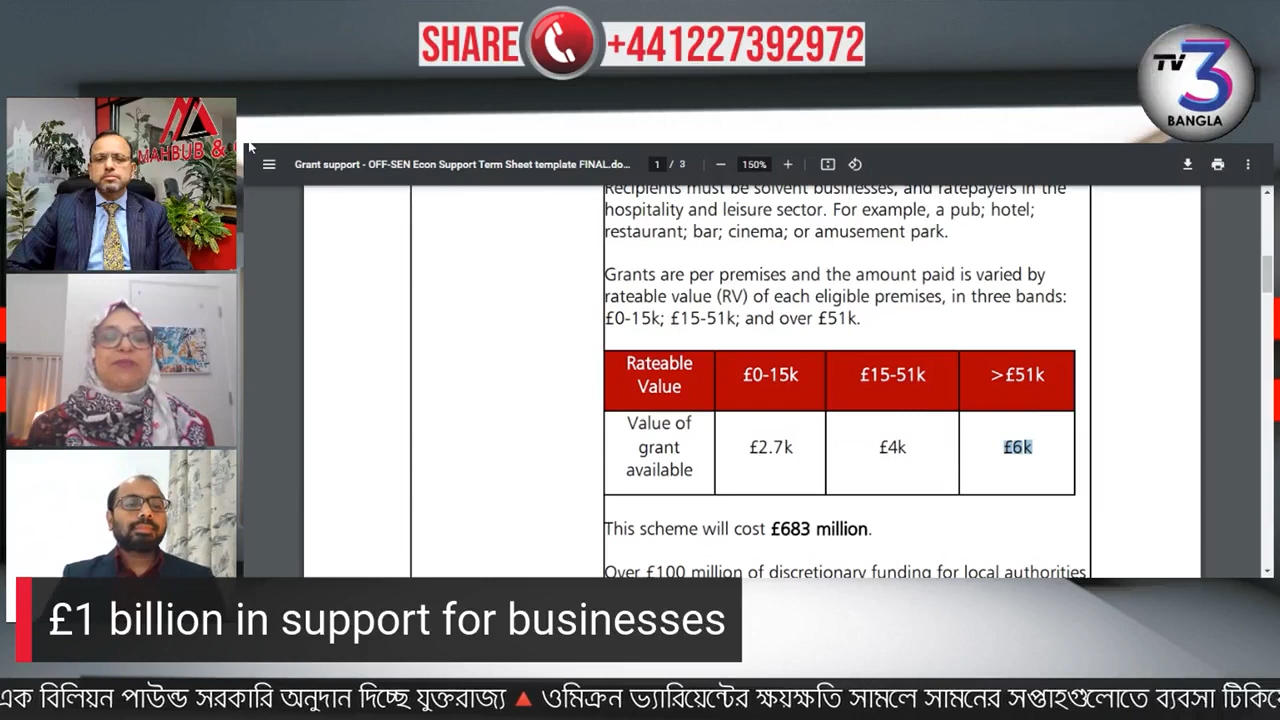 SHARE +441227392972
TV3
BANGLA
MAHBUB &
Grant support - OFF-SEN Econ Support Term Sheet template FINAL.do...
1 / 3
150%
Recipients must be solvent businesses, and ratepayers in the
hospitality and leisure sector. For example, a pub; hotel;
restaurant; bar; cinema; or amusement park.
Grants are per premises and the amount paid is varied by
rateable value (RV) of each eligible premises, in three bands:
£0-15k; £15-51k; and over £51k.
Rateable Value £0-15k £15-51k >£51k
Value of grant available £2.7k £4k £6k
This scheme will cost £683 million.
Over £100 million of discretionary funding for local authorities
£1 billion in support for businesses
এক বিলিয়ন পাউন্ড সরকারি অনুদান দিচ্ছে যুক্তরাজ্য 🔺 ওমিক্রন ভ্যারিয়েন্টের ক্ষয়ক্ষতি সামলে সামনের সপ্তাহগুলোতে ব্যবসা